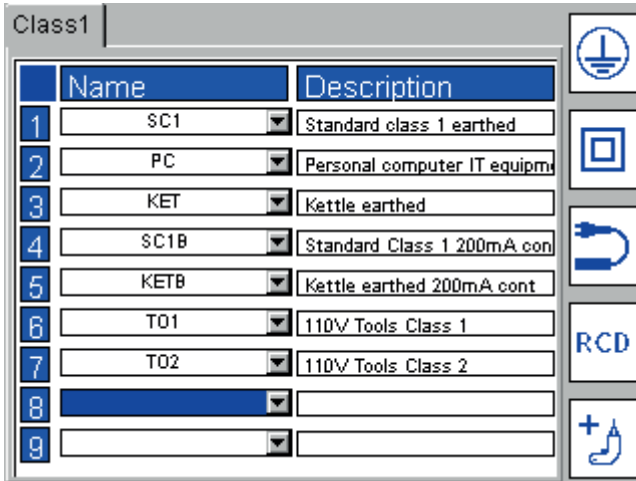 Class1
Name Description
1 SC1 Standard class 1 earthed
2 PC Personal computer IT equipme
3 KET Kettle earthed
4 SC1B Standard Class 1 200mA con
5 KETB Kettle earthed 200mA cont
6 TO1 110V Tools Class 1
7 TO2 110V Tools Class 2
8
9
RCD